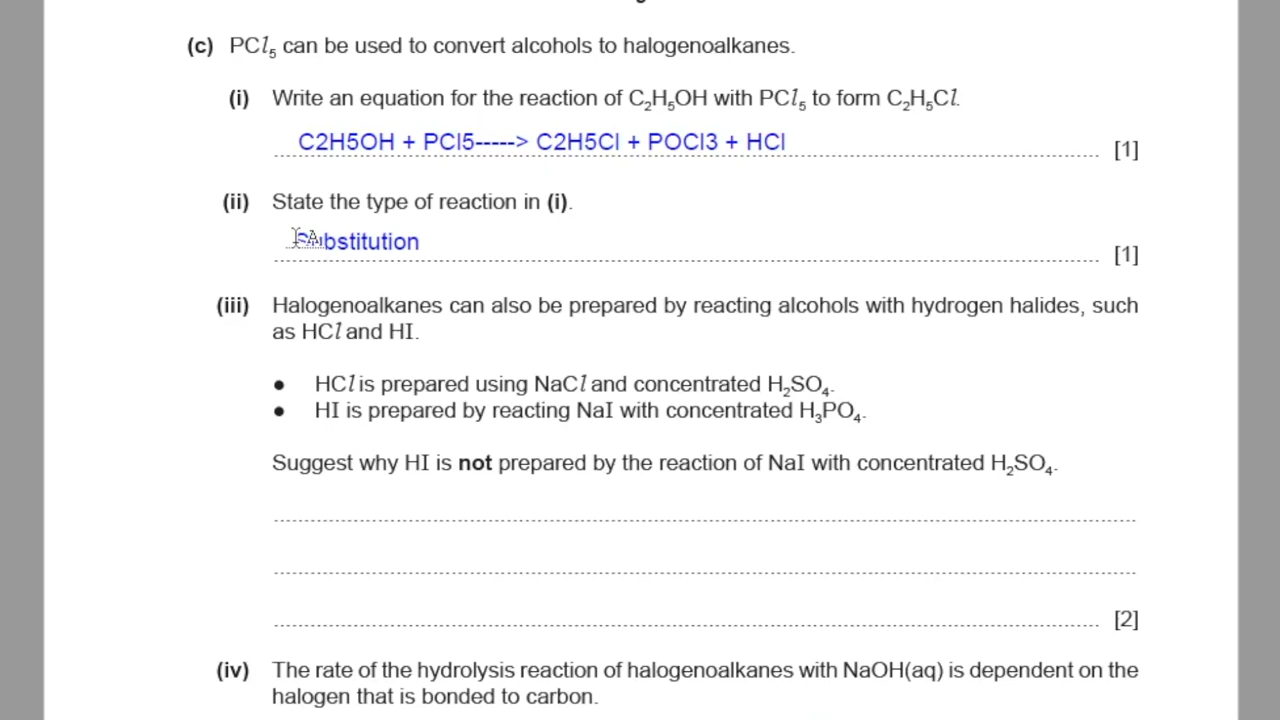 (c) PCl₅ can be used to convert alcohols to halogenoalkanes.
(i) Write an equation for the reaction of C₂H₅OH with PCl₅ to form C₂H₅Cl.
C2H5OH + PCl5-----> C2H5Cl + POCl3 + HCl
[1]
(ii) State the type of reaction in (i).
Substitution
[1]
(iii) Halogenoalkanes can also be prepared by reacting alcohols with hydrogen halides, such
as HCl and HI.
● HCl is prepared using NaCl and concentrated H₂SO₄.
● HI is prepared by reacting NaI with concentrated H₃PO₄.
Suggest why HI is not prepared by the reaction of NaI with concentrated H₂SO₄.
[2]
(iv) The rate of the hydrolysis reaction of halogenoalkanes with NaOH(aq) is dependent on the
halogen that is bonded to carbon.